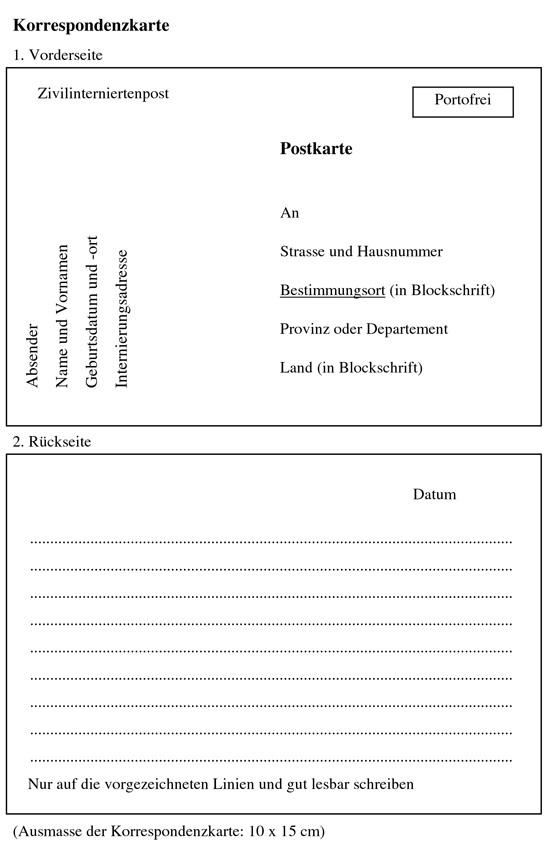 Korrespondenzkarte
1. Vorderseite
Zivilinterniertenpost
Portofrei
Postkarte
An
Strasse und Hausnummer
Bestimmungsort (in Blockschrift)
Provinz oder Departement
Land (in Blockschrift)
Absender
Name und Vornamen
Geburtsdatum und -ort
Internierungsadresse
2. Rückseite
Datum
Nur auf die vorgezeichneten Linien und gut lesbar schreiben
(Ausmasse der Korrespondenzkarte: 10 x 15 cm)